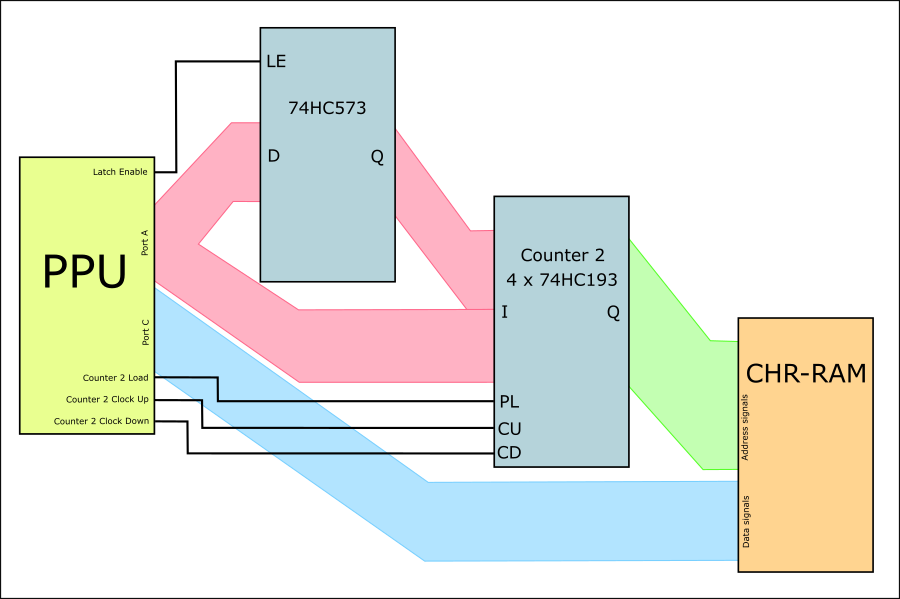 LE
74HC573
D
Q
Latch Enable
Port A
PPU
Port C
Counter 2 Load
Counter 2 Clock Up
Counter 2 Clock Down
Counter 2
4 x 74HC193
I
Q
PL
CU
CD
CHR-RAM
Address signals
Data signals